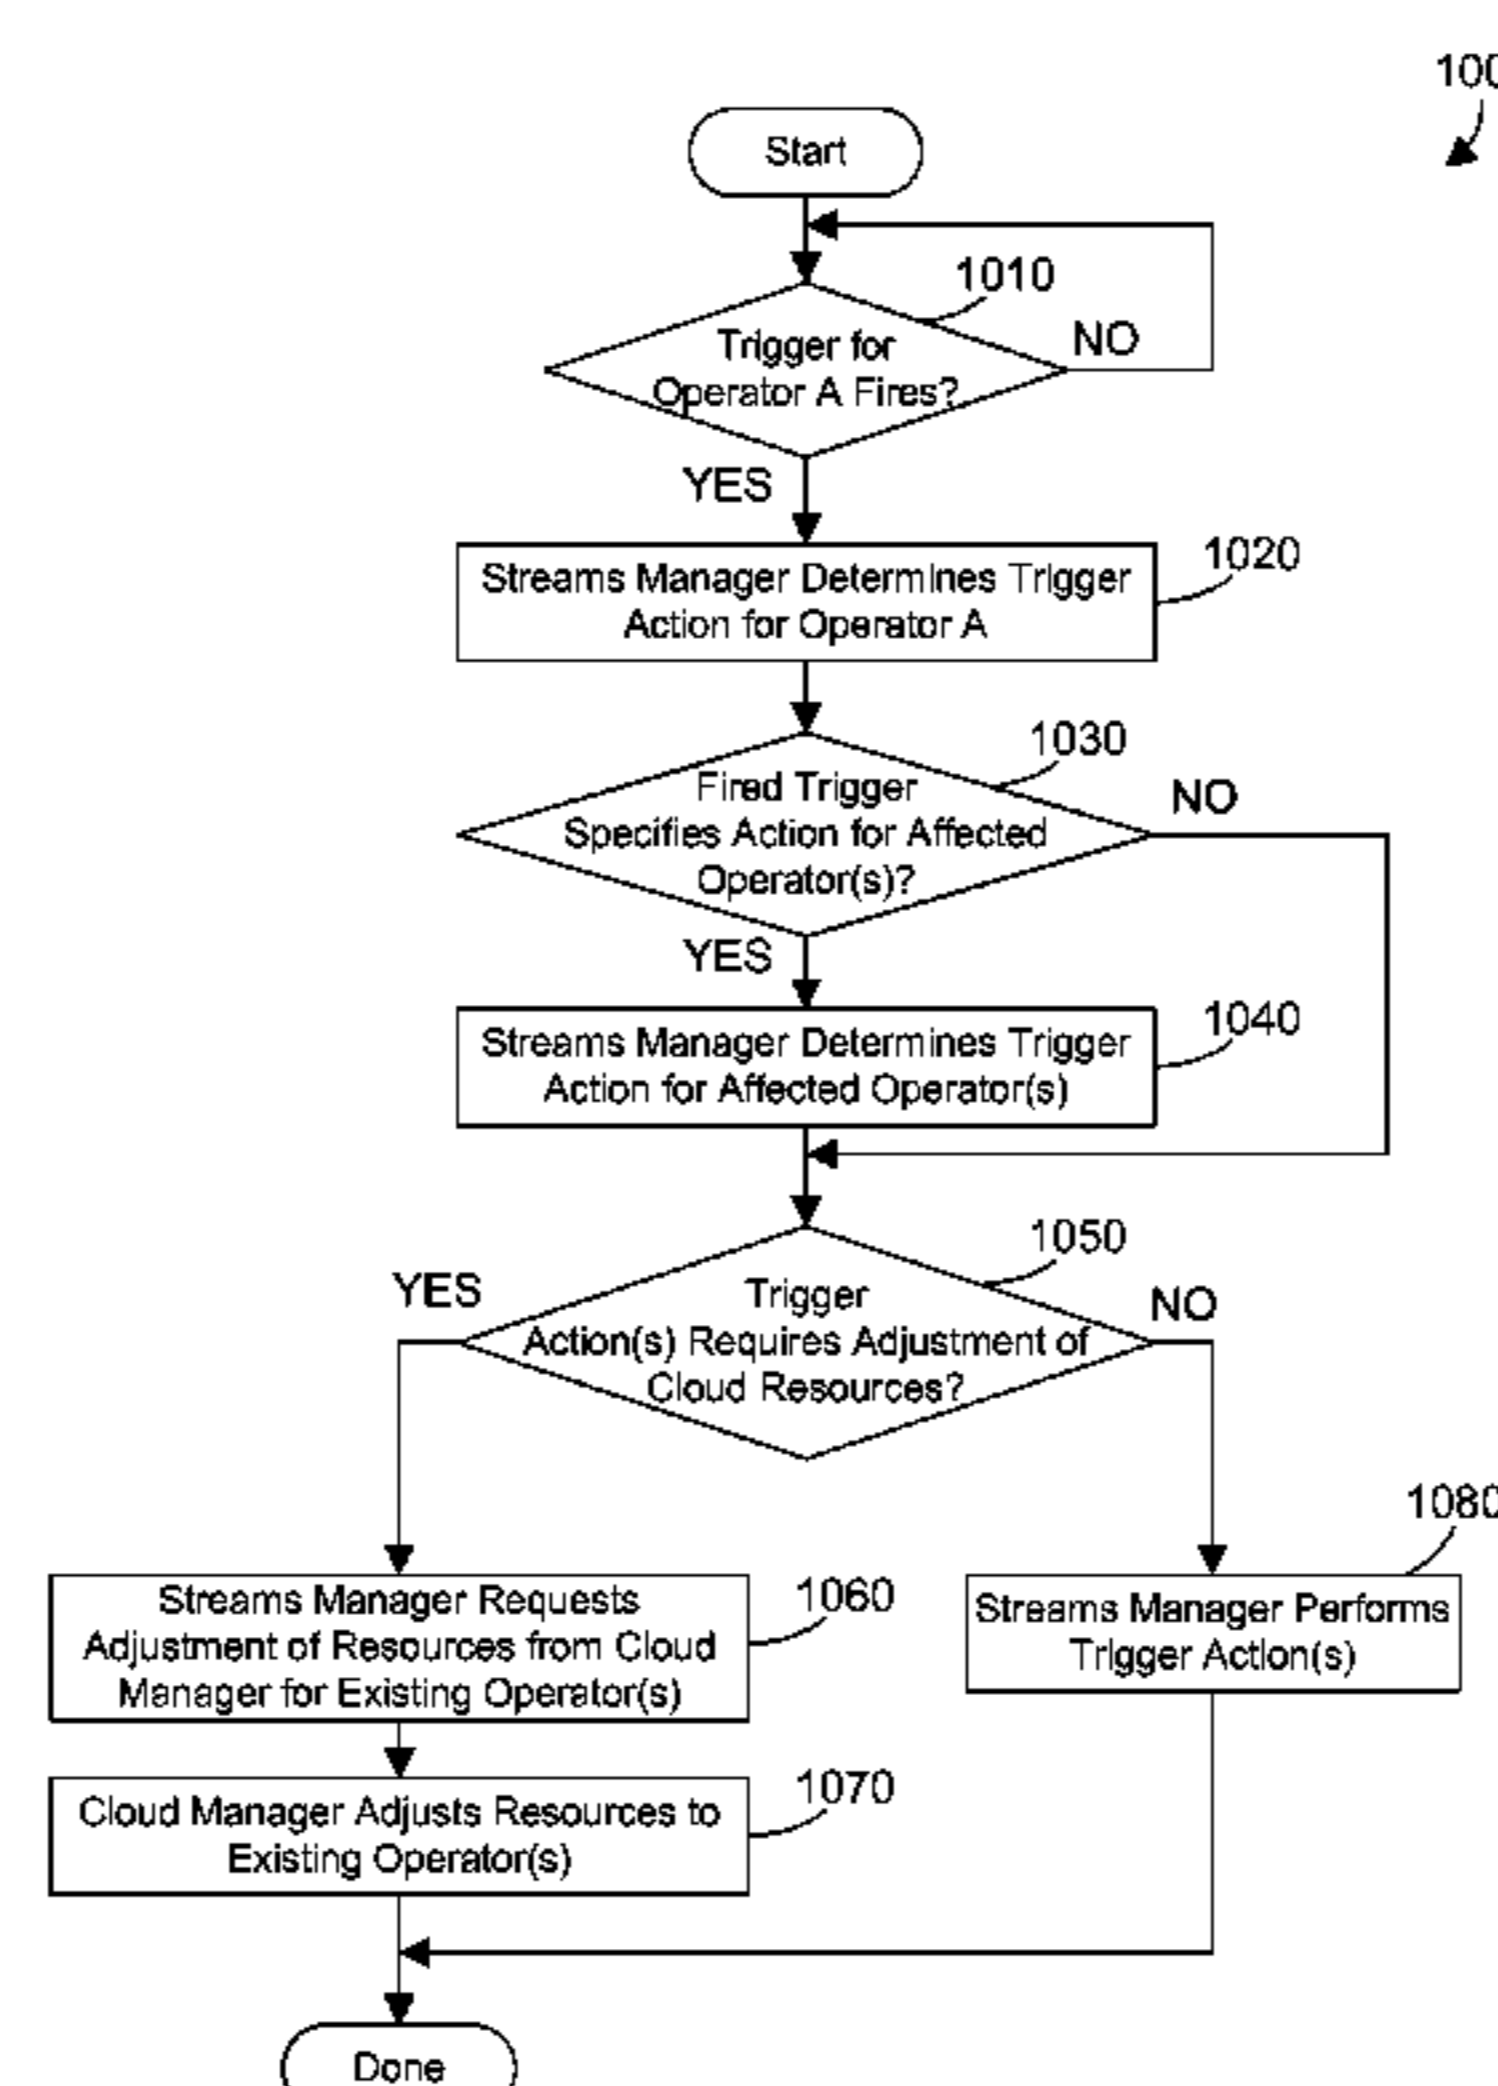 100
Start
1010
Trigger for
Operator A Fires?
NO
YES
Streams Manager Determines Trigger
Action for Operator A
1020
1030
Fired Trigger
Specifies Action for Affected
Operator(s)?
NO
YES
Streams Manager Determines Trigger
Action for Affected Operator(s)
1040
1050
YES
Trigger
Action(s) Requires Adjustment of
Cloud Resources?
NO
1080
Streams Manager Requests
Adjustment of Resources from Cloud
Manager for Existing Operator(s)
1060
Streams Manager Performs
Trigger Action(s)
Cloud Manager Adjusts Resources to
Existing Operator(s)
1070
Done